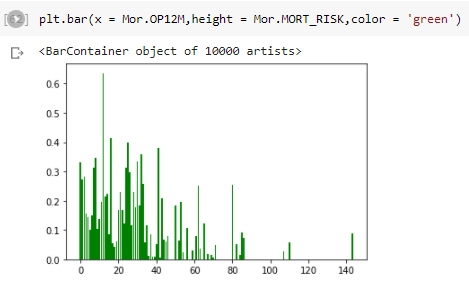 plt.bar(x = Mor.OP12M,height = Mor.MORT_RISK,color = 'green')
<BarContainer object of 10000 artists>
0.6
0.5
0.4
0.3
0.2
0.1
0.0
0 20 40 60 80 100 120 140